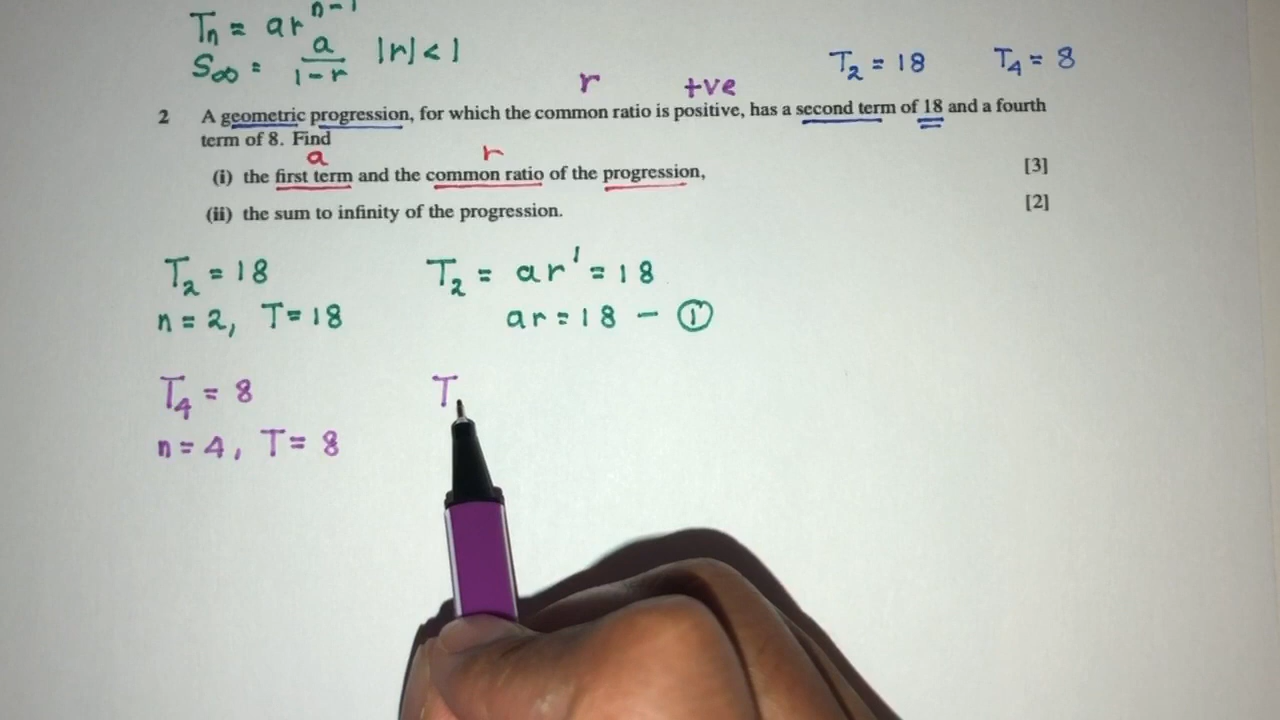 Tn = ar^n-1
S∞ = a/1-r |r| < 1
T2 = 18 T4 = 8
r +ve
2 A geometric progression, for which the common ratio is positive, has a second term of 18 and a fourth
term of 8. Find
a r
(i) the first term and the common ratio of the progression, [3]
(ii) the sum to infinity of the progression. [2]
T2 = 18 T2 = ar^1 = 18
n = 2, T = 18 ar = 18 - ①
T4 = 8 T
n = 4, T = 8